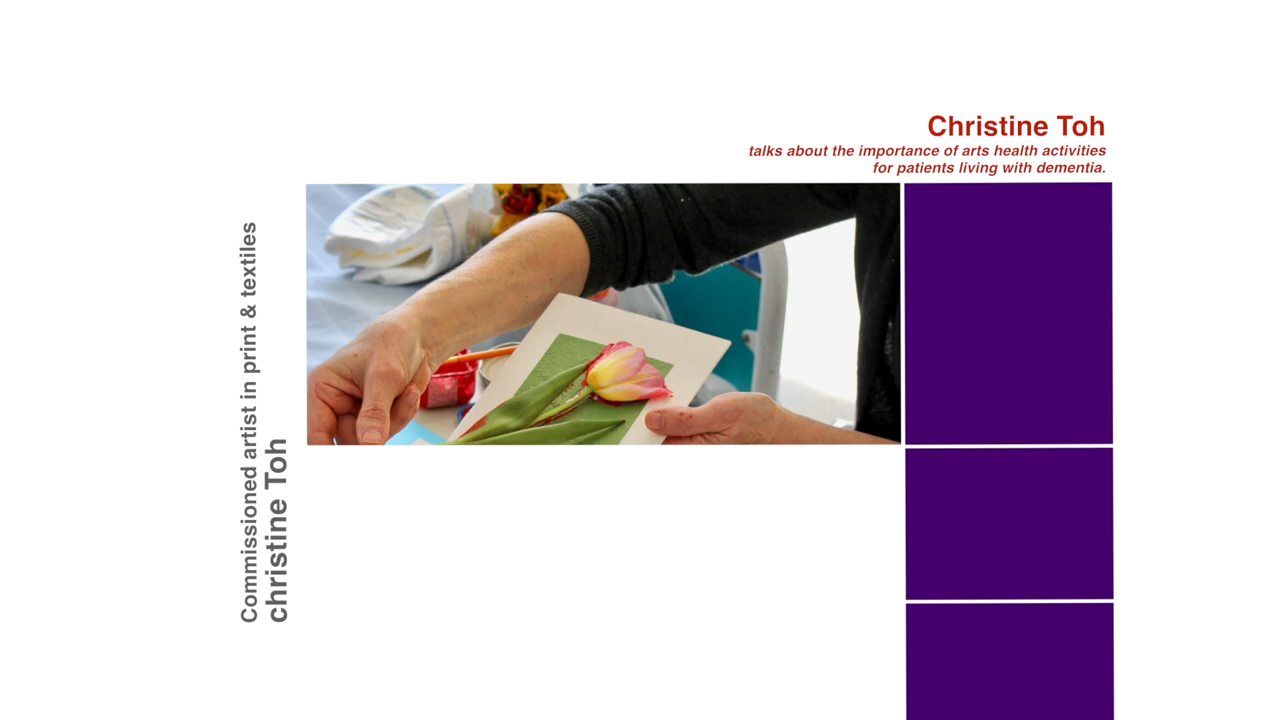 Christine Toh
talks about the importance of arts health activities
for patients living with dementia.
Commissioned artist in print & textiles
christine Toh